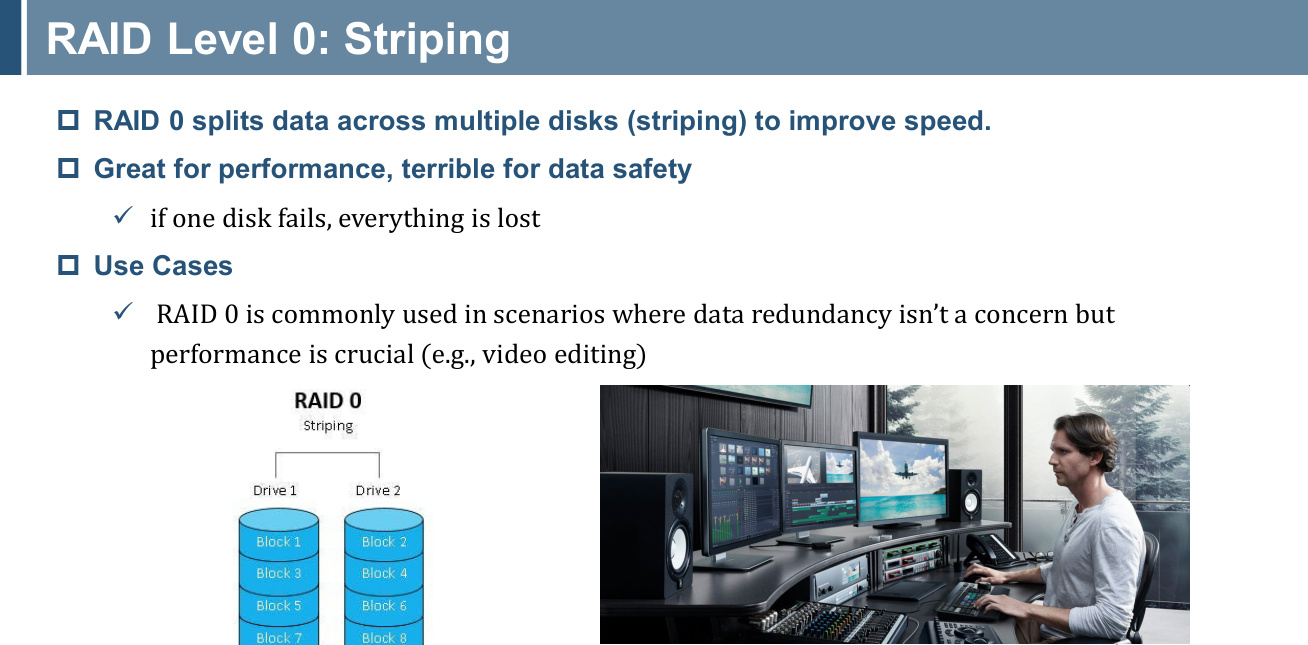 RAID Level 0: Striping
RAID 0 splits data across multiple disks (striping) to improve speed.
Great for performance, terrible for data safety
if one disk fails, everything is lost
Use Cases
RAID 0 is commonly used in scenarios where data redundancy isn’t a concern but
performance is crucial (e.g., video editing)
RAID 0
Striping
Drive 1 Drive 2
Block 1 Block 2
Block 3 Block 4
Block 5 Block 6
Block 7 Block 8